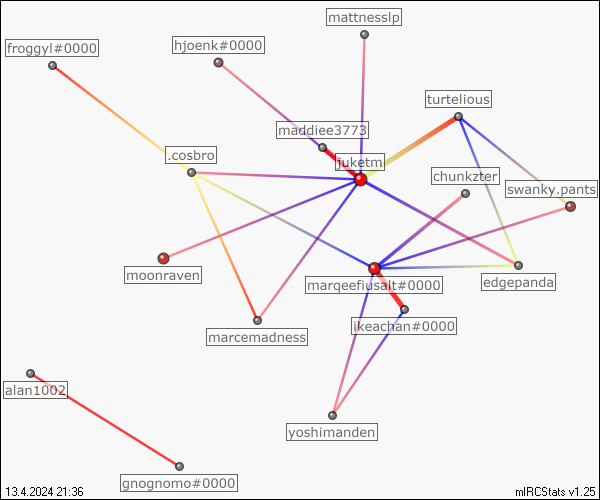 mattnesslp
froggyl#0000
hjoenk#0000
turtelious
maddiee3773
.cosbro
juketm
chunkzter
swanky.pants
moonraven
marqeefiusalt#0000
edgepanda
marcemadness
ikeachan#0000
alan1002
yoshimanden
gnognomo#0000
13.4.2024 21:36
mIRCStats v1.25